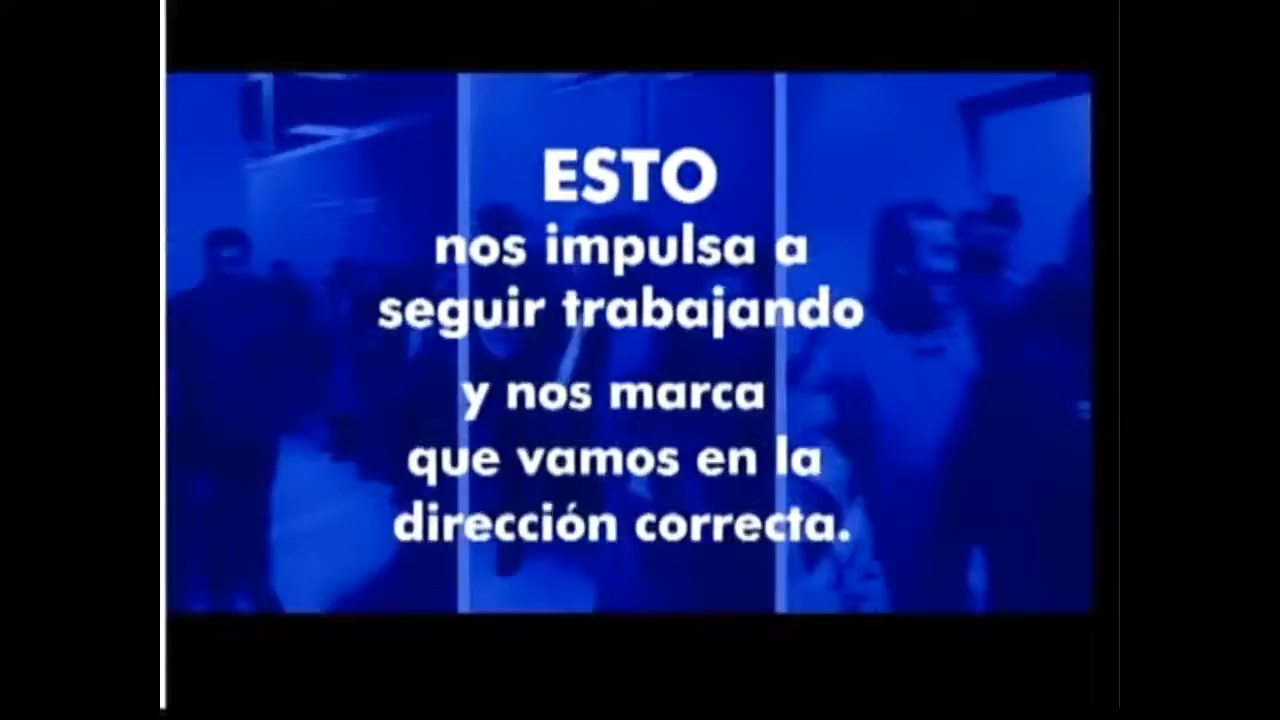 ESTO
nos impulsa a
seguir trabajando
y nos marca
que vamos en la
dirección correcta.